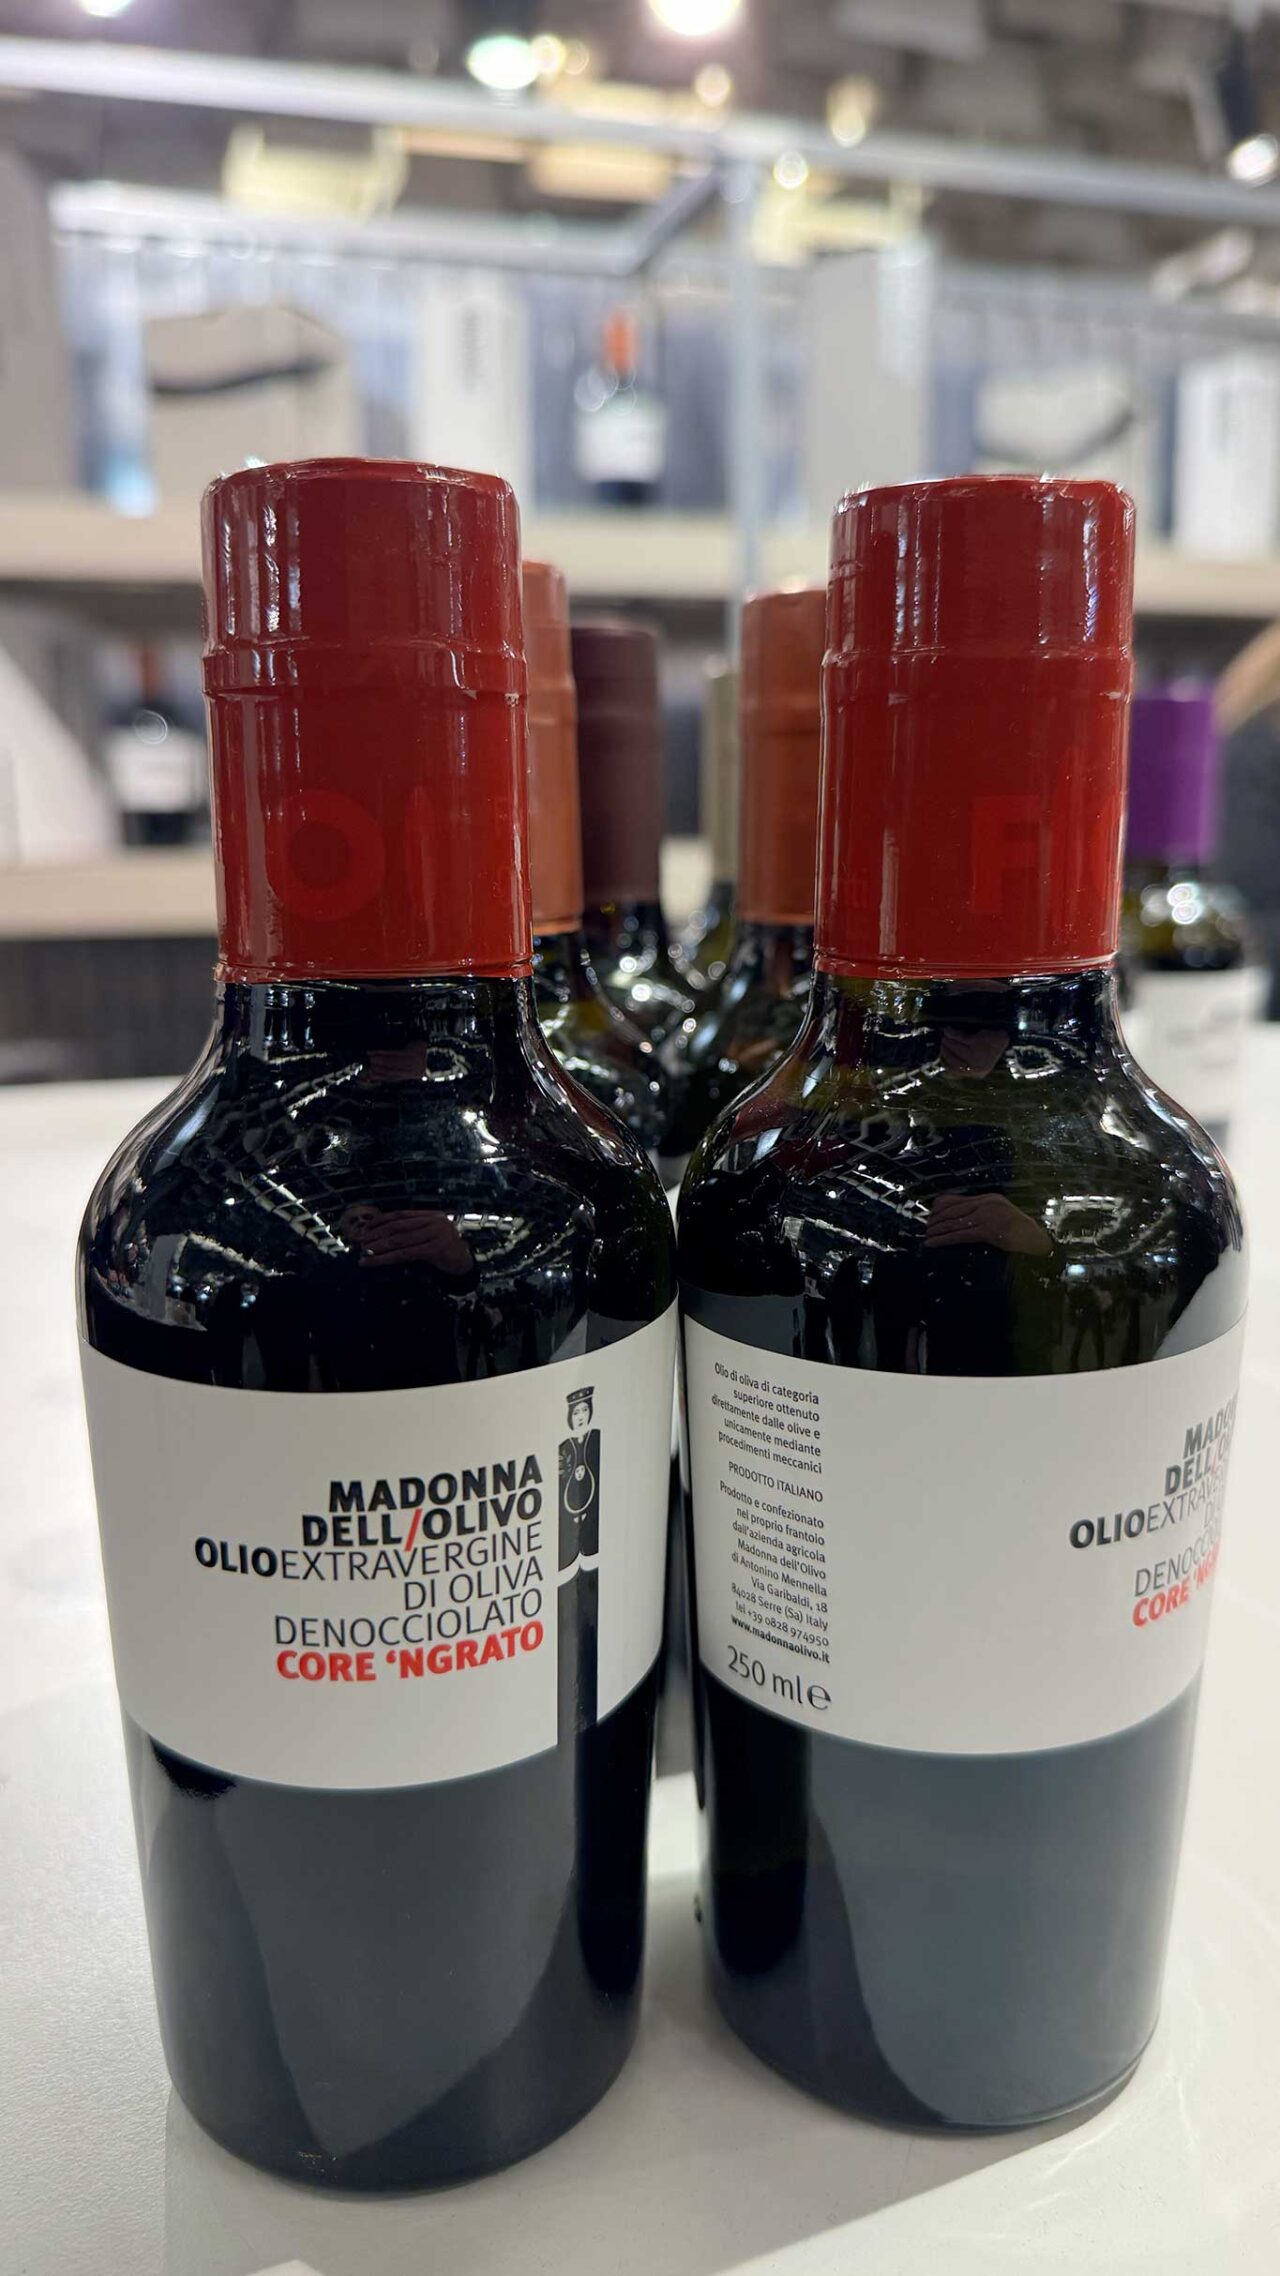 MADONNA
DELL/OLIVO
OLIOEXTRAVERGINE
DI OLIVA
DENOCCIOLATO
CORE ‘NGRATO
Olio di oliva di categoria
superiore ottenuto
direttamente dalle olive e
unicamente mediante
procedimenti meccanici
PRODOTTO ITALIANO
Prodotto e confezionato
nel proprio frantoio
dall'azienda agricola
Madonna dell'Olivo
di Antonino Mennella
Via Garibaldi, 18
84028 Serre (Sa) Italy
tel +39 0828 974950
www.madonnaolivo.it
250 ml e
OLIO
CORE